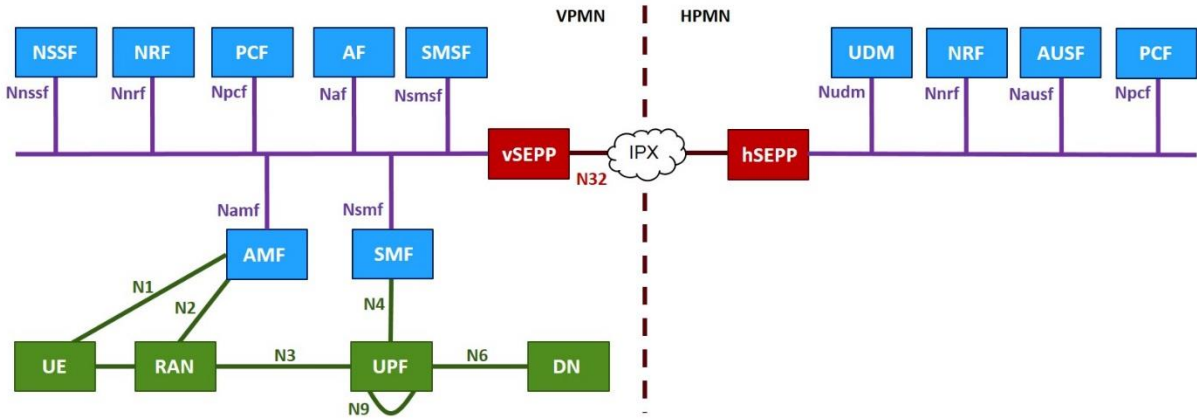 VPMN
HPMN
NSSF
NRF
PCF
AF
SMSF
UDM
NRF
AUSF
PCF
Nnssf
Nnrf
Npcf
Naf
Nsmsf
Nudm
Nnrf
Nausf
Npcf
vSEPP
IPX
hSEPP
N32
Namf
Nsmf
AMF
SMF
N1
N2
N4
UE
RAN
N3
UPF
N6
DN
N9